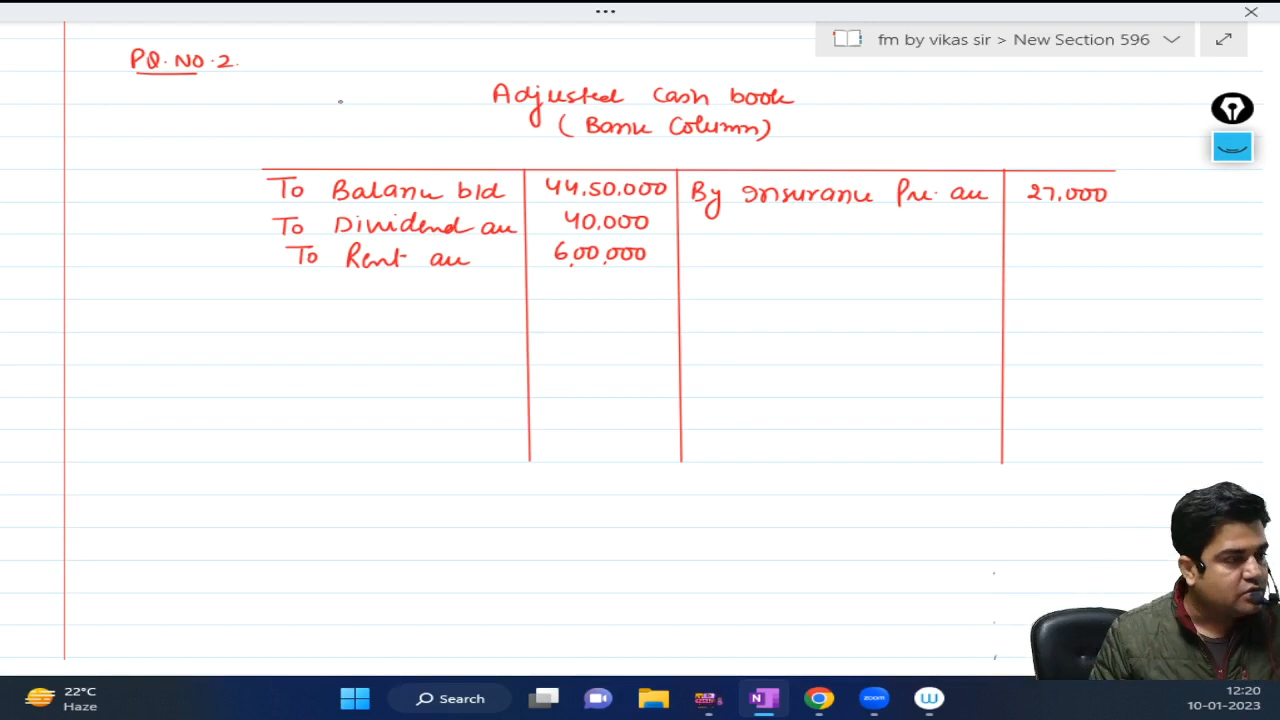 fm by vikas sir > New Section 596
PQ. NO. 2.
Adjusted Cash book
(Bank Column)
To Balance b/d 44,50,000 By Insurance Pre. a/c 27,000
To Dividend a/c 40,000
To Rent a/c 6,00,000
22°C
Haze
Search
zoom
12:20
10-01-2023